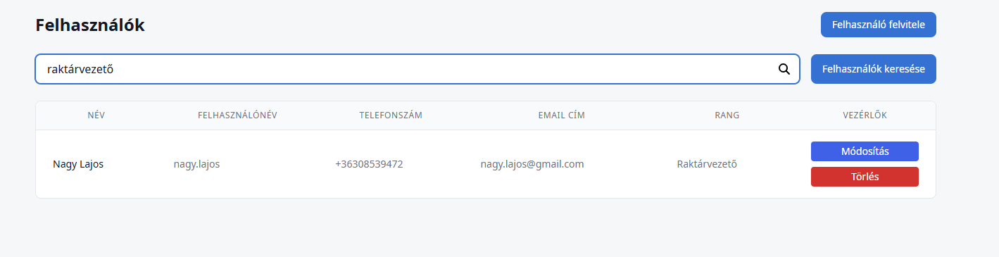 Felhasználók
Felhasználó felvitele
raktárvezető
Felhasználók keresése
NÉV FELHASZNÁLÓNÉV TELEFONSZÁM EMAIL CÍM RANG VEZÉRLŐK
Nagy Lajos nagy.lajos +36308539472 nagy.lajos@gmail.com Raktárvezető
Módosítás
Törlés